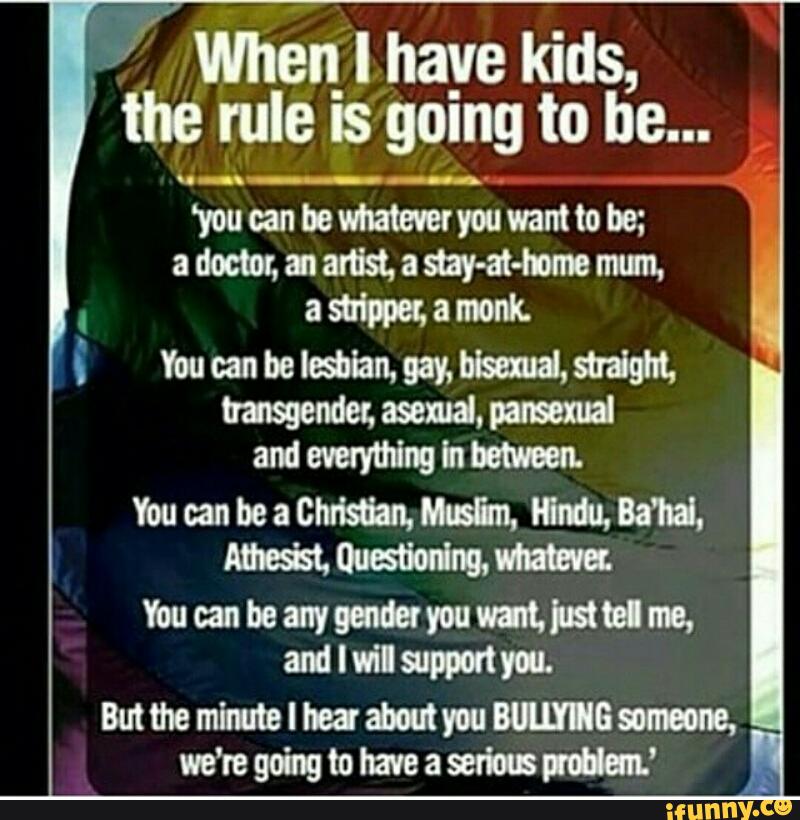 When I have kids,
the rule is going to be...
'you can be whatever you want to be;
a doctor, an artist, a stay-at-home mum,
a stripper, a monk.
You can be lesbian, gay, bisexual, straight,
transgender, asexual, pansexual
and everything in between.
You can be a Christian, Muslim, Hindu, Ba'hai,
Athesist, Questioning, whatever.
You can be any gender you want, just tell me,
and I will support you.
But the minute I hear about you BULLYING someone,
we're going to have a serious problem.'
ifunny.co